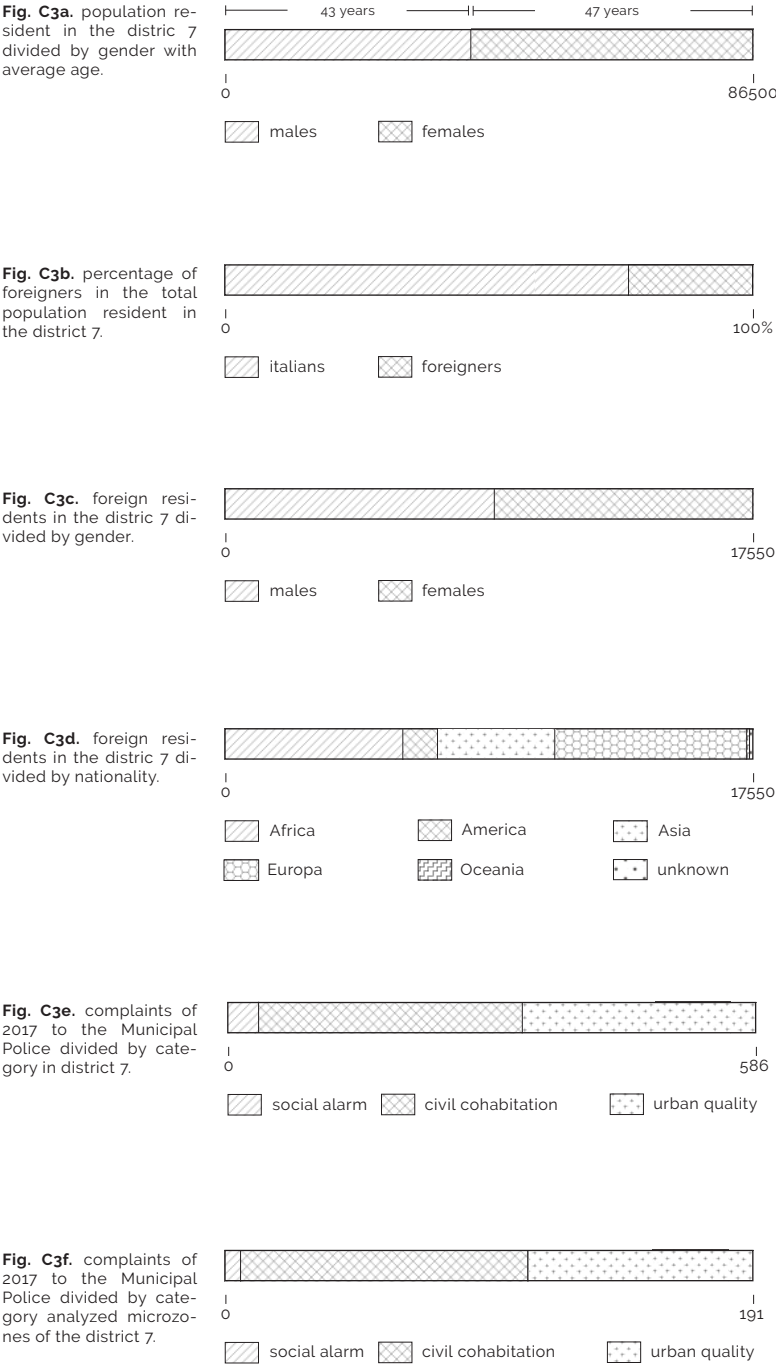 Fig. C3a. population re-
sident in the distric 7
divided by gender with
average age.
43 years 47 years
0 86500
males females
Fig. C3b. percentage of
foreigners in the total
population resident in
the district 7.
0 100%
italians foreigners
Fig. C3c. foreign resi-
dents in the distric 7 di-
vided by gender.
0 17550
males females
Fig. C3d. foreign resi-
dents in the distric 7 di-
vided by nationality.
0 17550
Africa America Asia
Europa Oceania unknown
Fig. C3e. complaints of
2017 to the Municipal
Police divided by cate-
gory in district 7.
0 586
social alarm civil cohabitation urban quality
Fig. C3f. complaints of
2017 to the Municipal
Police divided by cate-
gory analyzed microzo-
nes of the district 7.
0 191
social alarm civil cohabitation urban quality